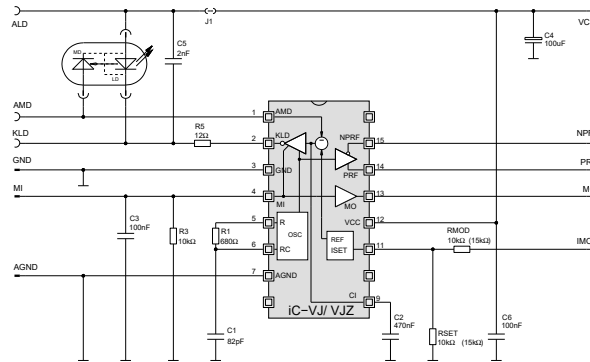 ALD
J1
VC
C5
2nF
C4
100uF
MD
LD
AMD
KLD
GND
MI
AGND
R5
12Ω
1
2
3
4
5
6
7
AMD
KLD
GND
MI
R
RC
OSC
AGND
NPRF
PRF
MO
VCC
REF
ISET
CI
iC-VJ/ VJZ
15
14
13
12
11
9
NPR
PR
M
IMO
C3
100nF
R3
10kΩ
R1
680Ω
C1
82pF
RMOD
10kΩ (15kΩ)
RSET
10kΩ (15kΩ)
C2
470nF
C6
100nF